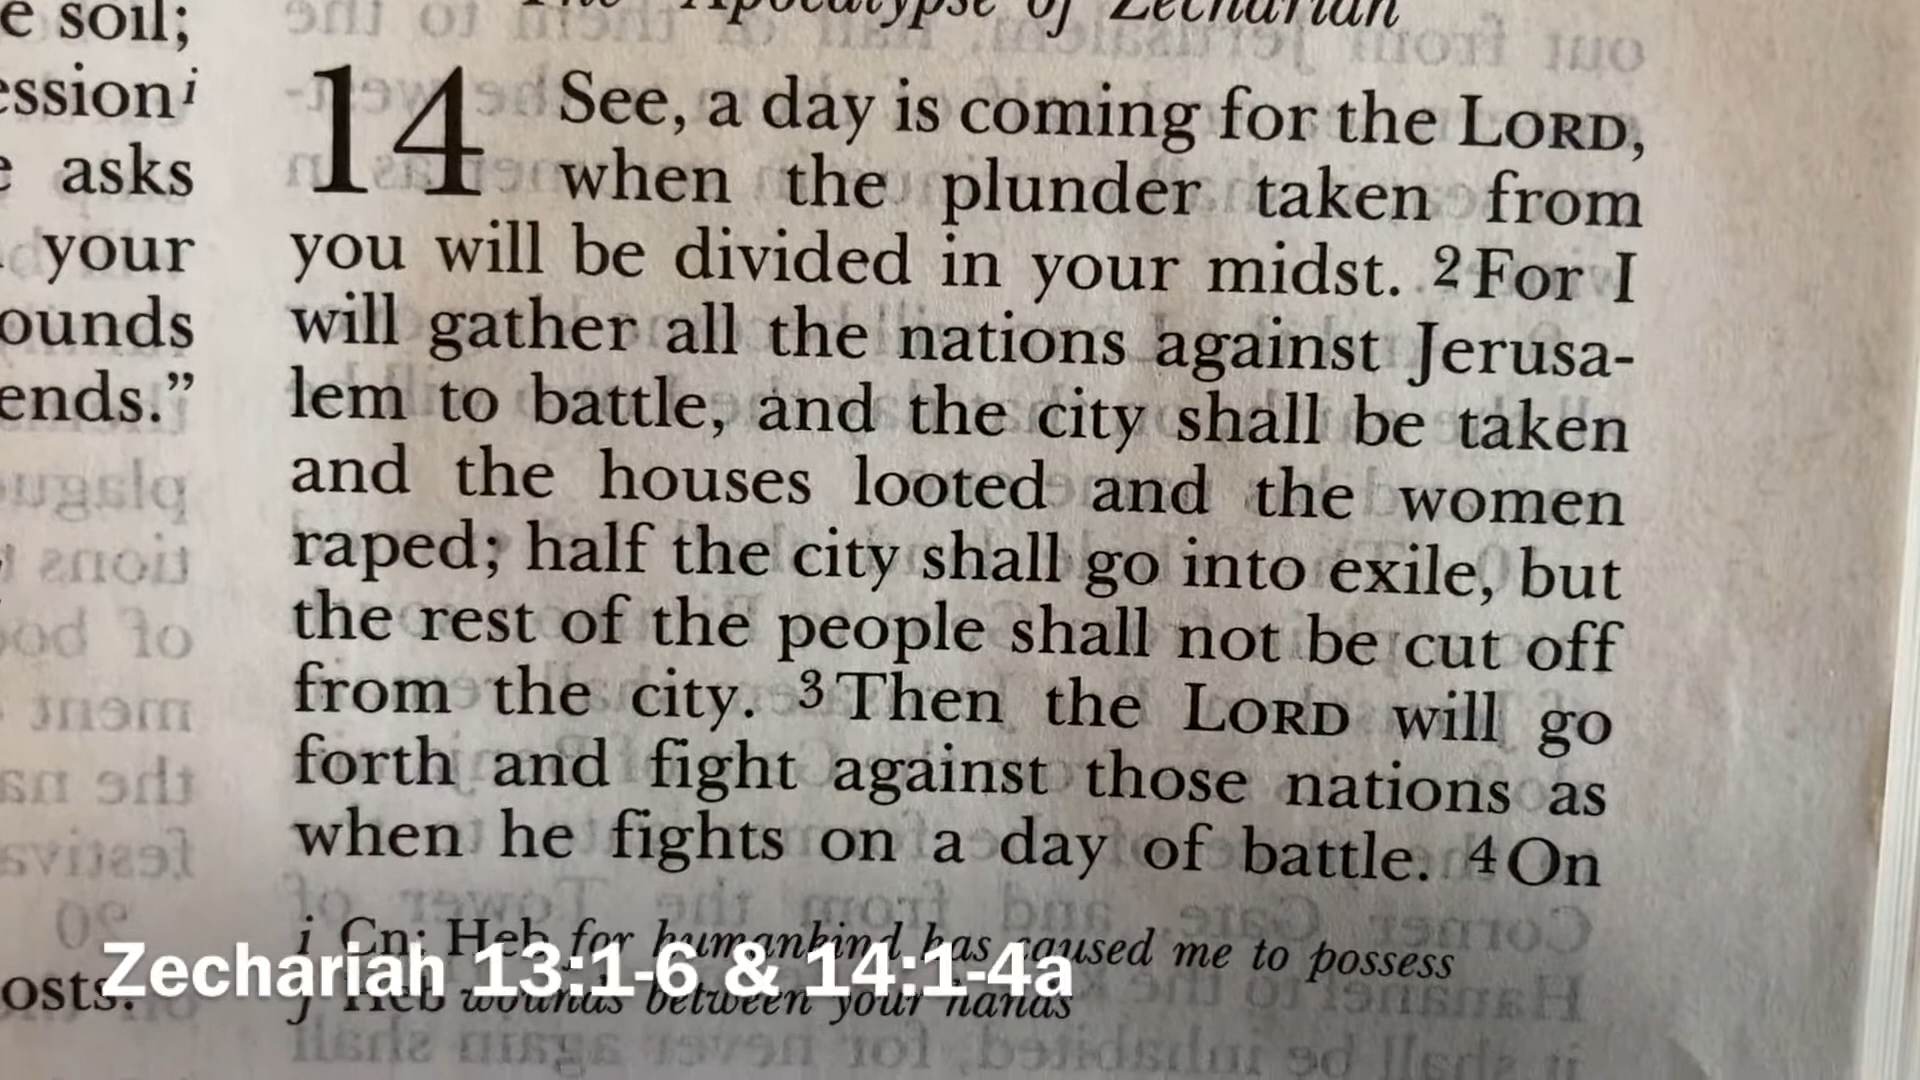 e soil;
ession i
asks
your
ounds
ends.”
osts.
The Apocalypse of Zechariah
14 See, a day is coming for the LORD,
when the plunder taken from
you will be divided in your midst. 2 For I
will gather all the nations against Jerusa-
lem to battle, and the city shall be taken
and the houses looted and the women
raped; half the city shall go into exile, but
the rest of the people shall not be cut off
from the city. 3 Then the LORD will go
forth and fight against those nations as
when he fights on a day of battle. 4 On
i Cn: Heb for humankind has caused me to possess
j Heb wounds between your hands
Zechariah 13:1-6 & 14:1-4a